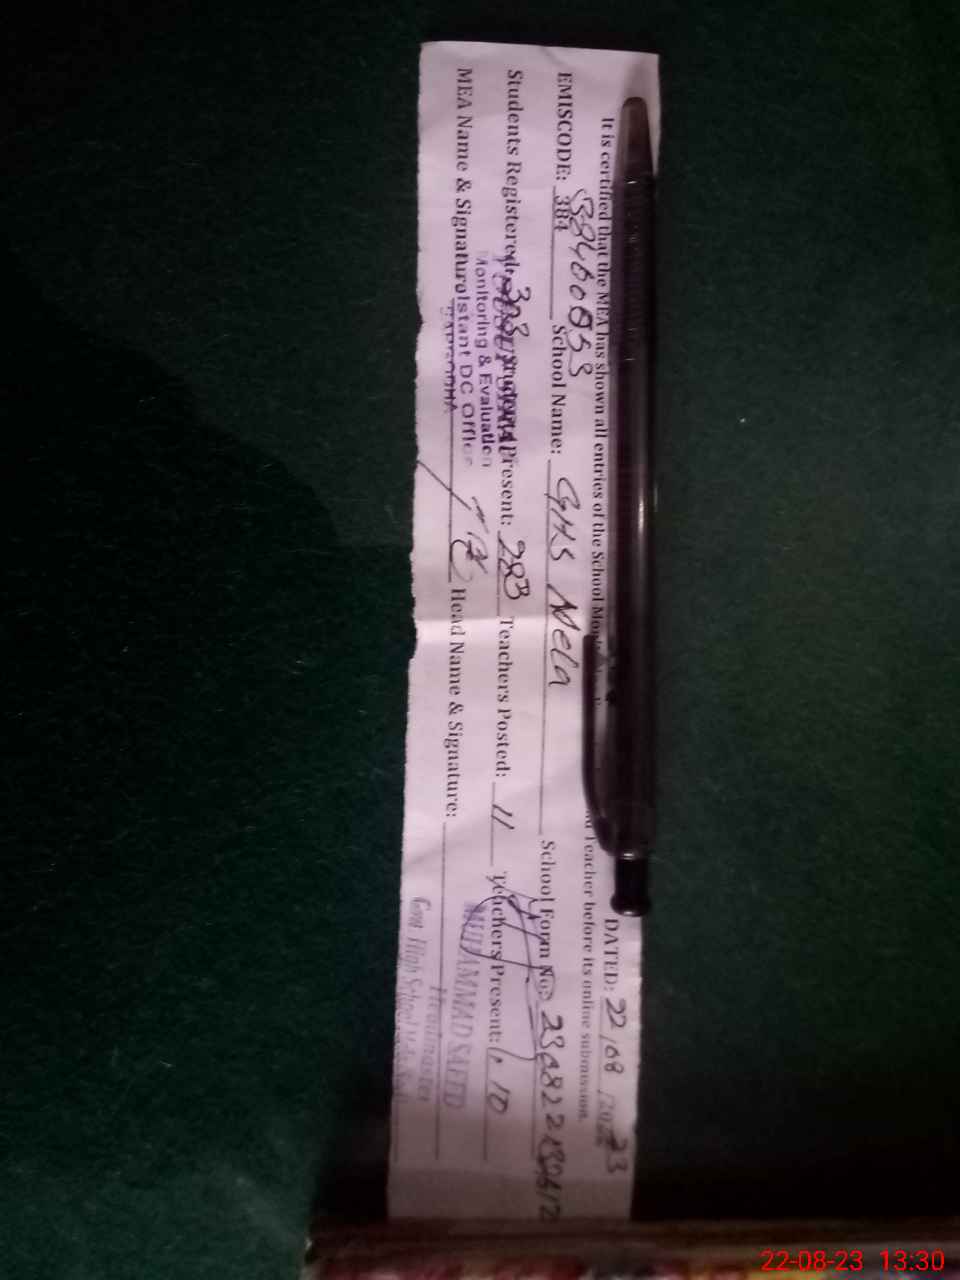 DATED: 22/08/2023
It is certified that the MEA has shown all entries of the School Teacher before its online submission.
EMISCODE: 384 38400053 School Name: GHS Mela School Form No:
Students Registered: 303 Students Present: 283 Teachers Posted: 11 Teachers Present: 10
Monitoring & Evaluation
MEA Name & Signature: Head Name & Signature:
Assistant DC Office
SARGODHA
MUHAMMAD SAEED
Headmaster
Govt. High School
22-08-23 13:30